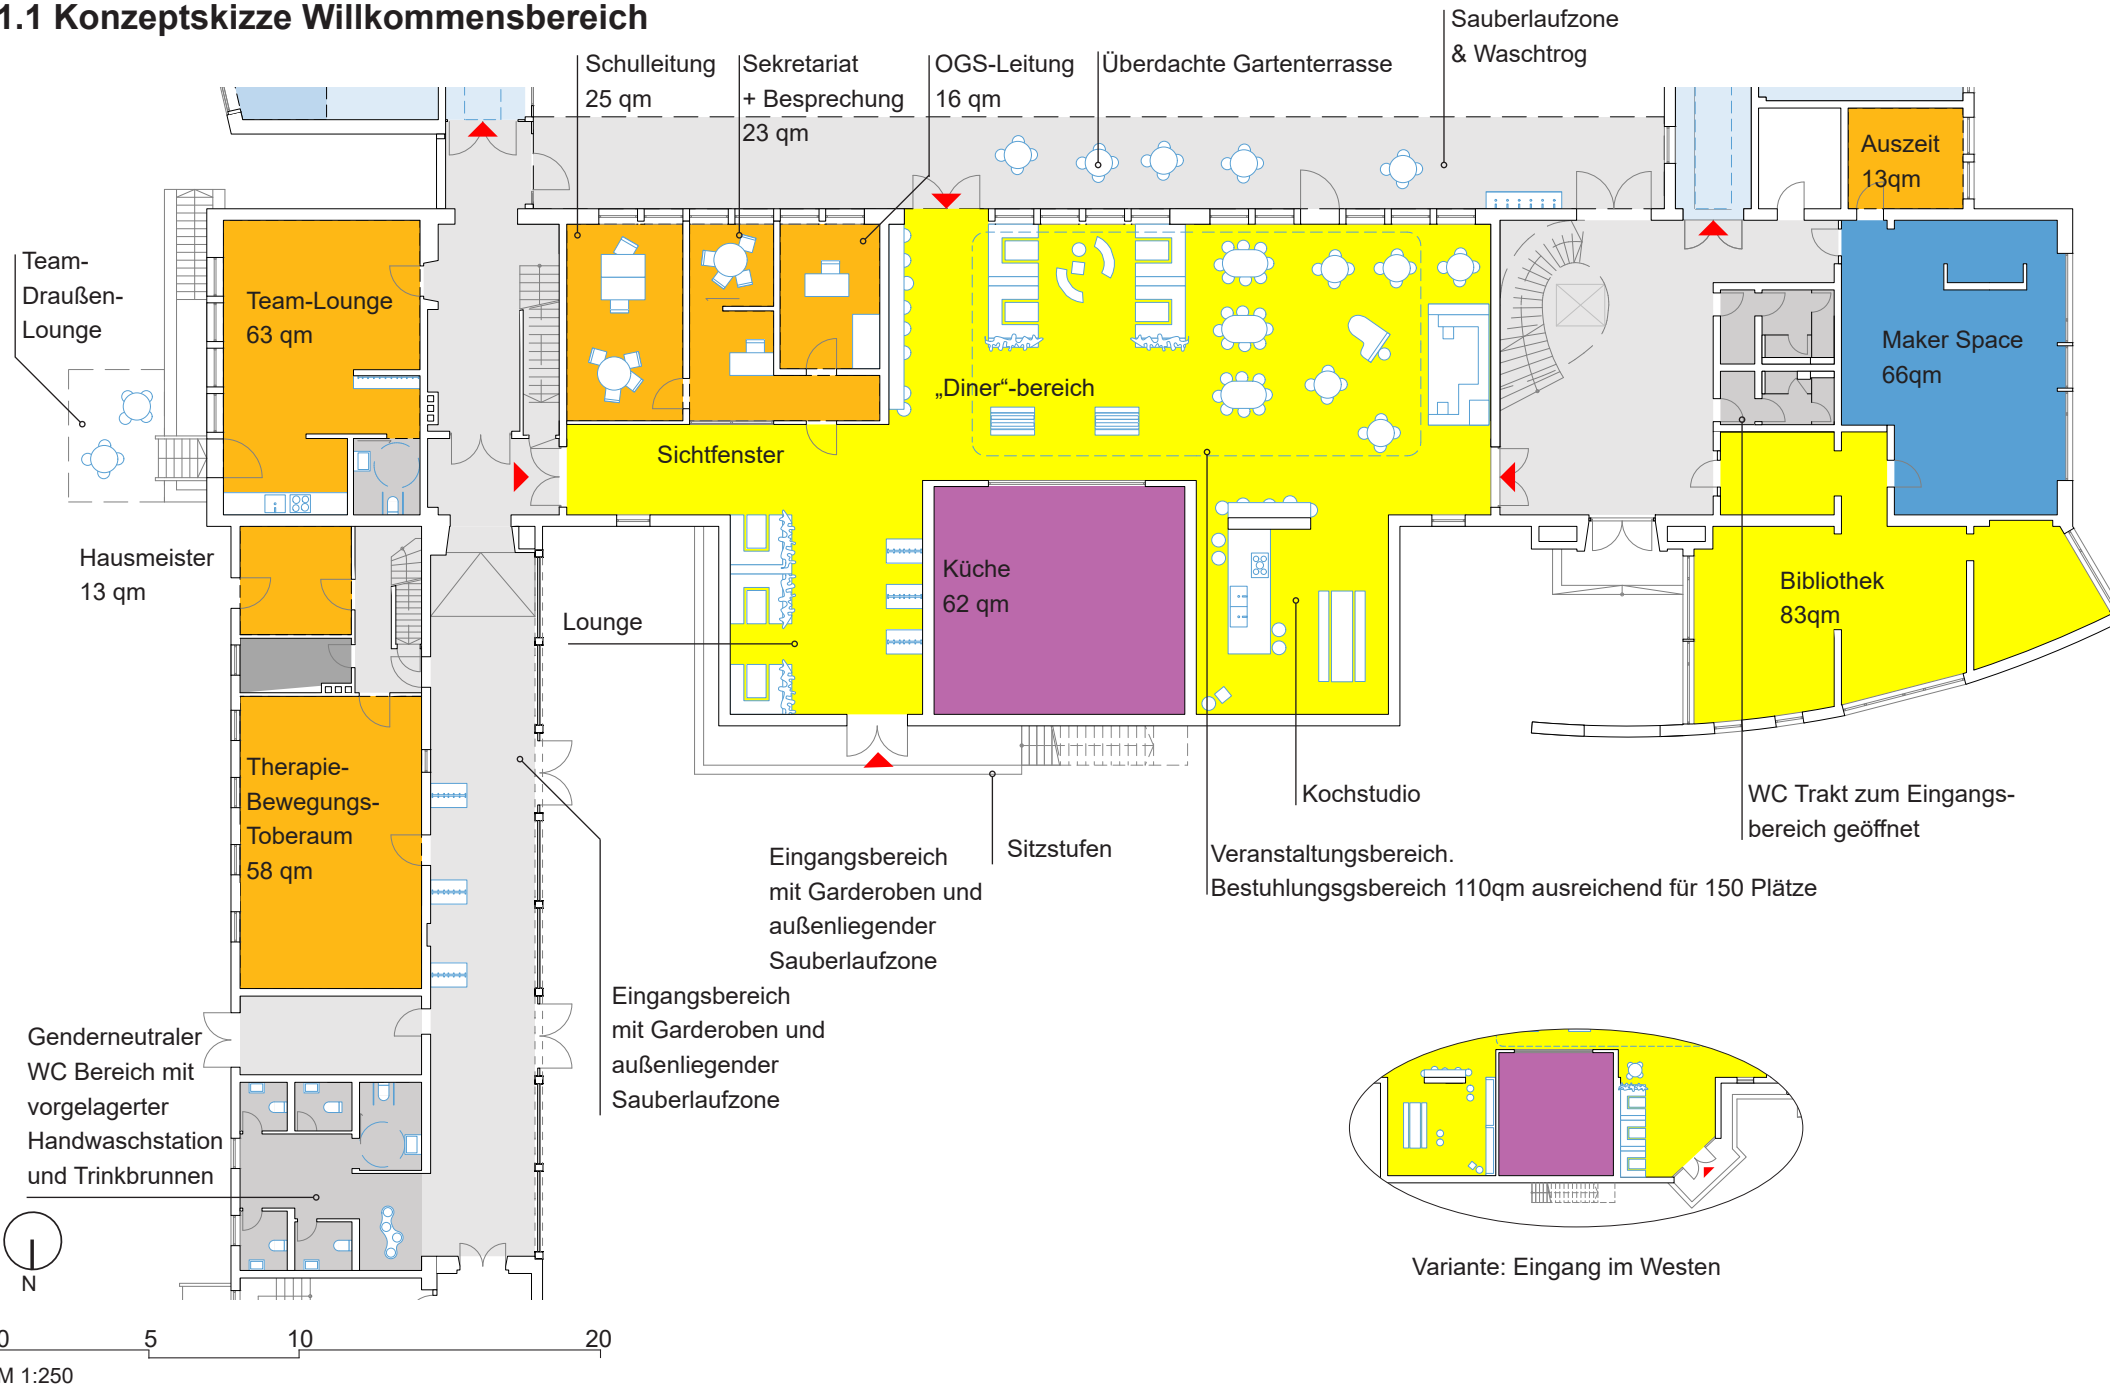 1.1 Konzeptskizze Willkommensbereich
Sauberlaufzone
& Waschtrog
Schulleitung
25 qm
Sekretariat
+ Besprechung
23 qm
OGS-Leitung
16 qm
Überdachte Gartenterrasse
Auszeit
13qm
Team-
Draußen-
Lounge
Team-Lounge
63 qm
Maker Space
66qm
„Diner“-bereich
Sichtfenster
Hausmeister
13 qm
Küche
62 qm
Bibliothek
83qm
Lounge
Therapie-
Bewegungs-
Toberaum
58 qm
Kochstudio
WC Trakt zum Eingangs-
bereich geöffnet
Sitzstufen
Eingangsbereich
mit Garderoben und
außenliegender
Sauberlaufzone
Veranstaltungsbereich.
Bestuhlungsgsbereich 110qm ausreichend für 150 Plätze
Eingangsbereich
mit Garderoben und
außenliegender
Sauberlaufzone
Genderneutraler
WC Bereich mit
vorgelagerter
Handwaschstation
und Trinkbrunnen
N
Variante: Eingang im Westen
0 5 10 20
M 1:250